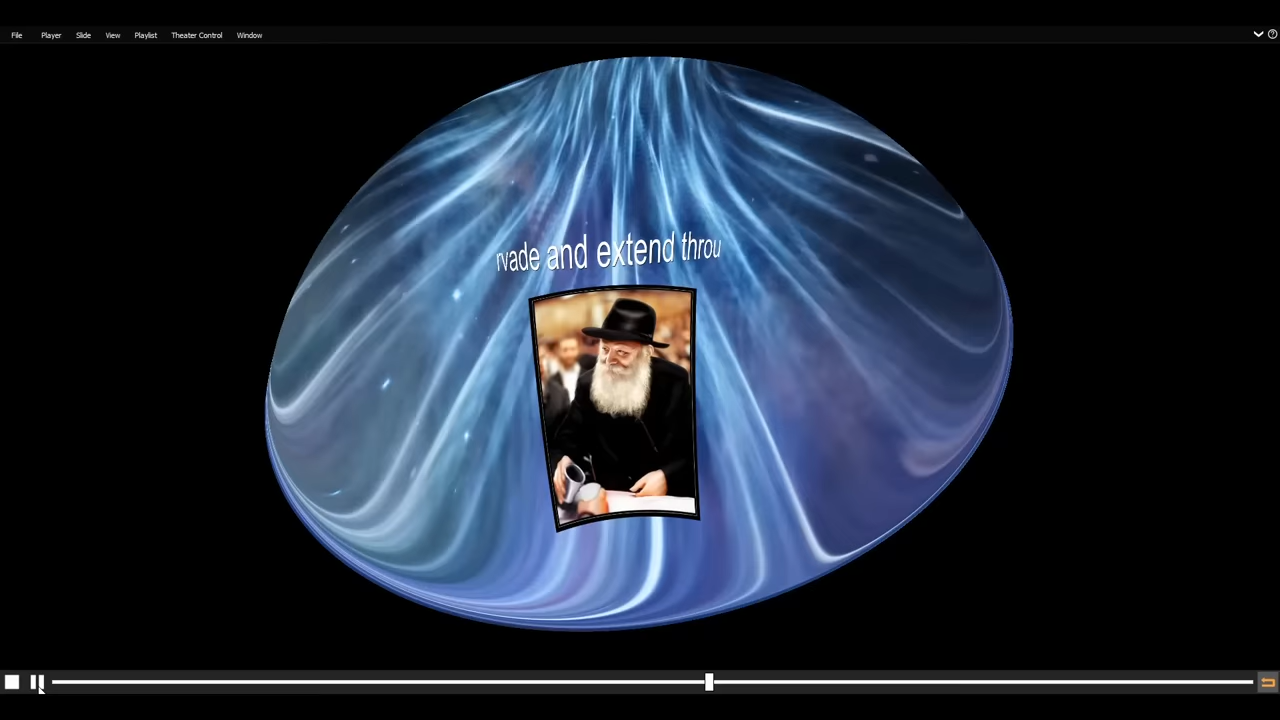 File Player Slide View Playlist Theater Control Window
rvade and extend throu